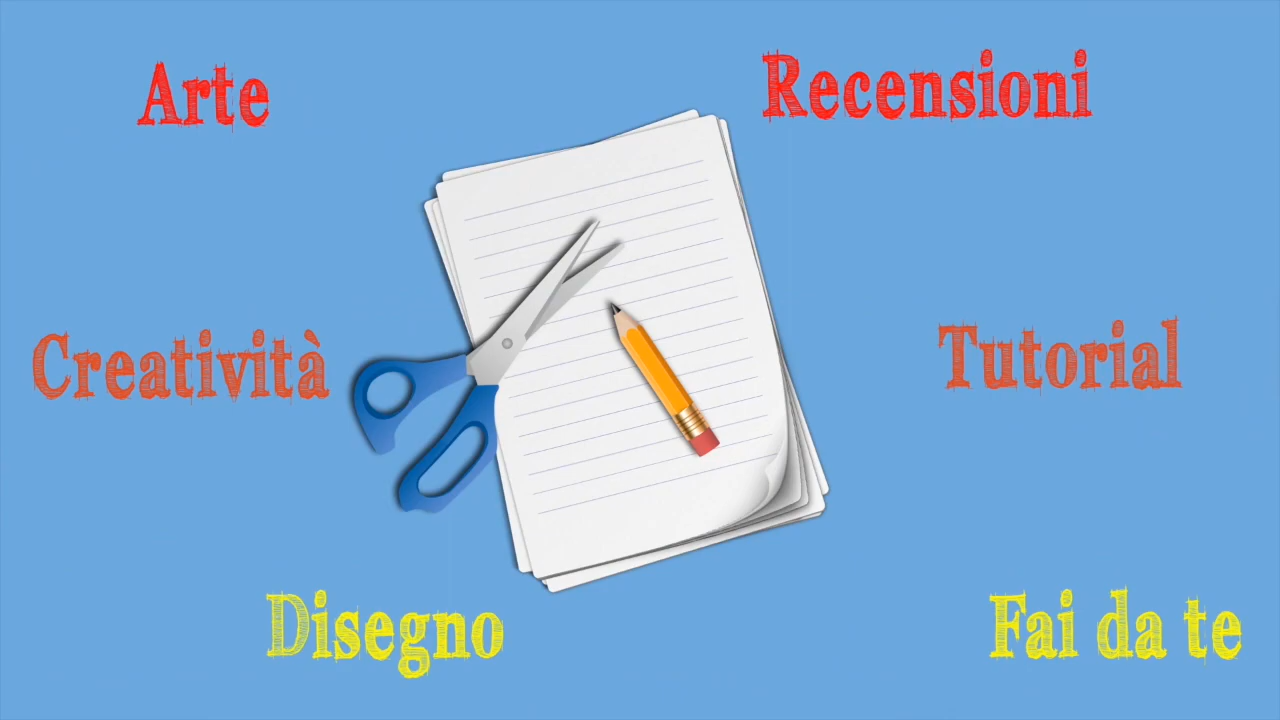 Arte
Recensioni
Creatività
Tutorial
Disegno
Fai da te